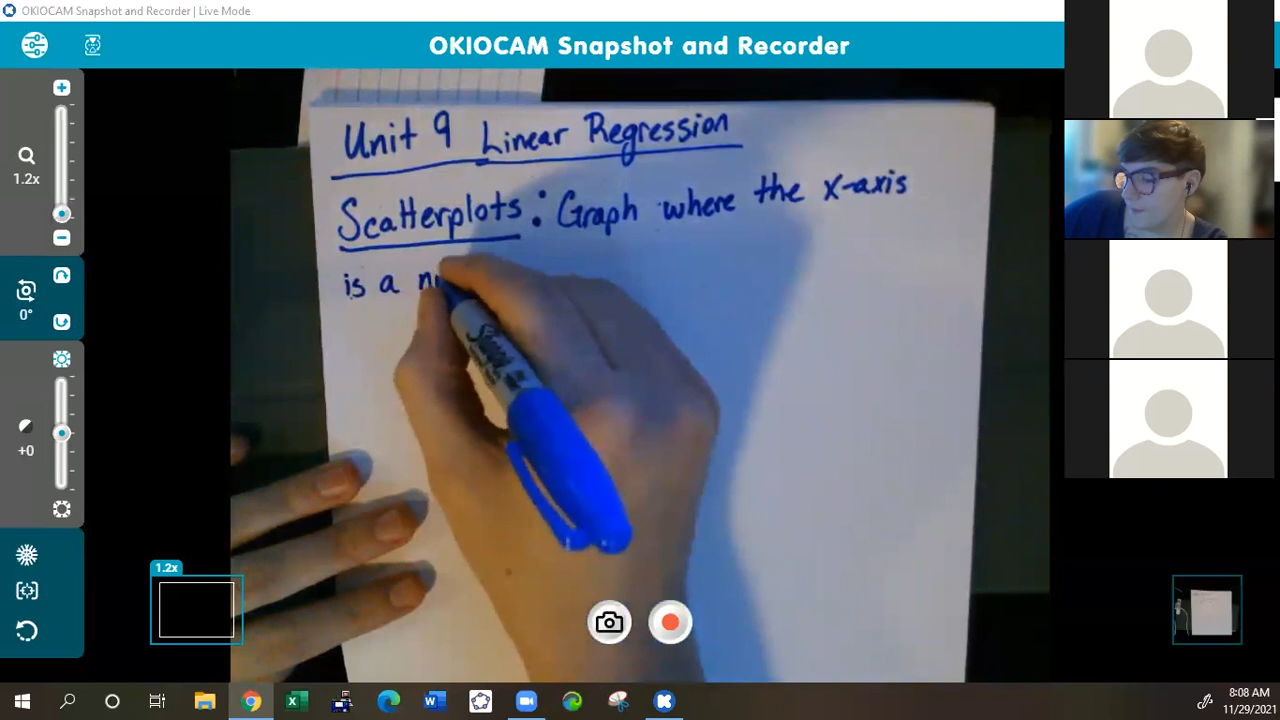 OKIOCAM Snapshot and Recorder | Live Mode
OKIOCAM Snapshot and Recorder
1.2x
0°
+0
Unit 9 Linear Regression
Scatterplots : Graph where the x-axis
is a
Sharpie
1.2x
8:08 AM
11/29/2021